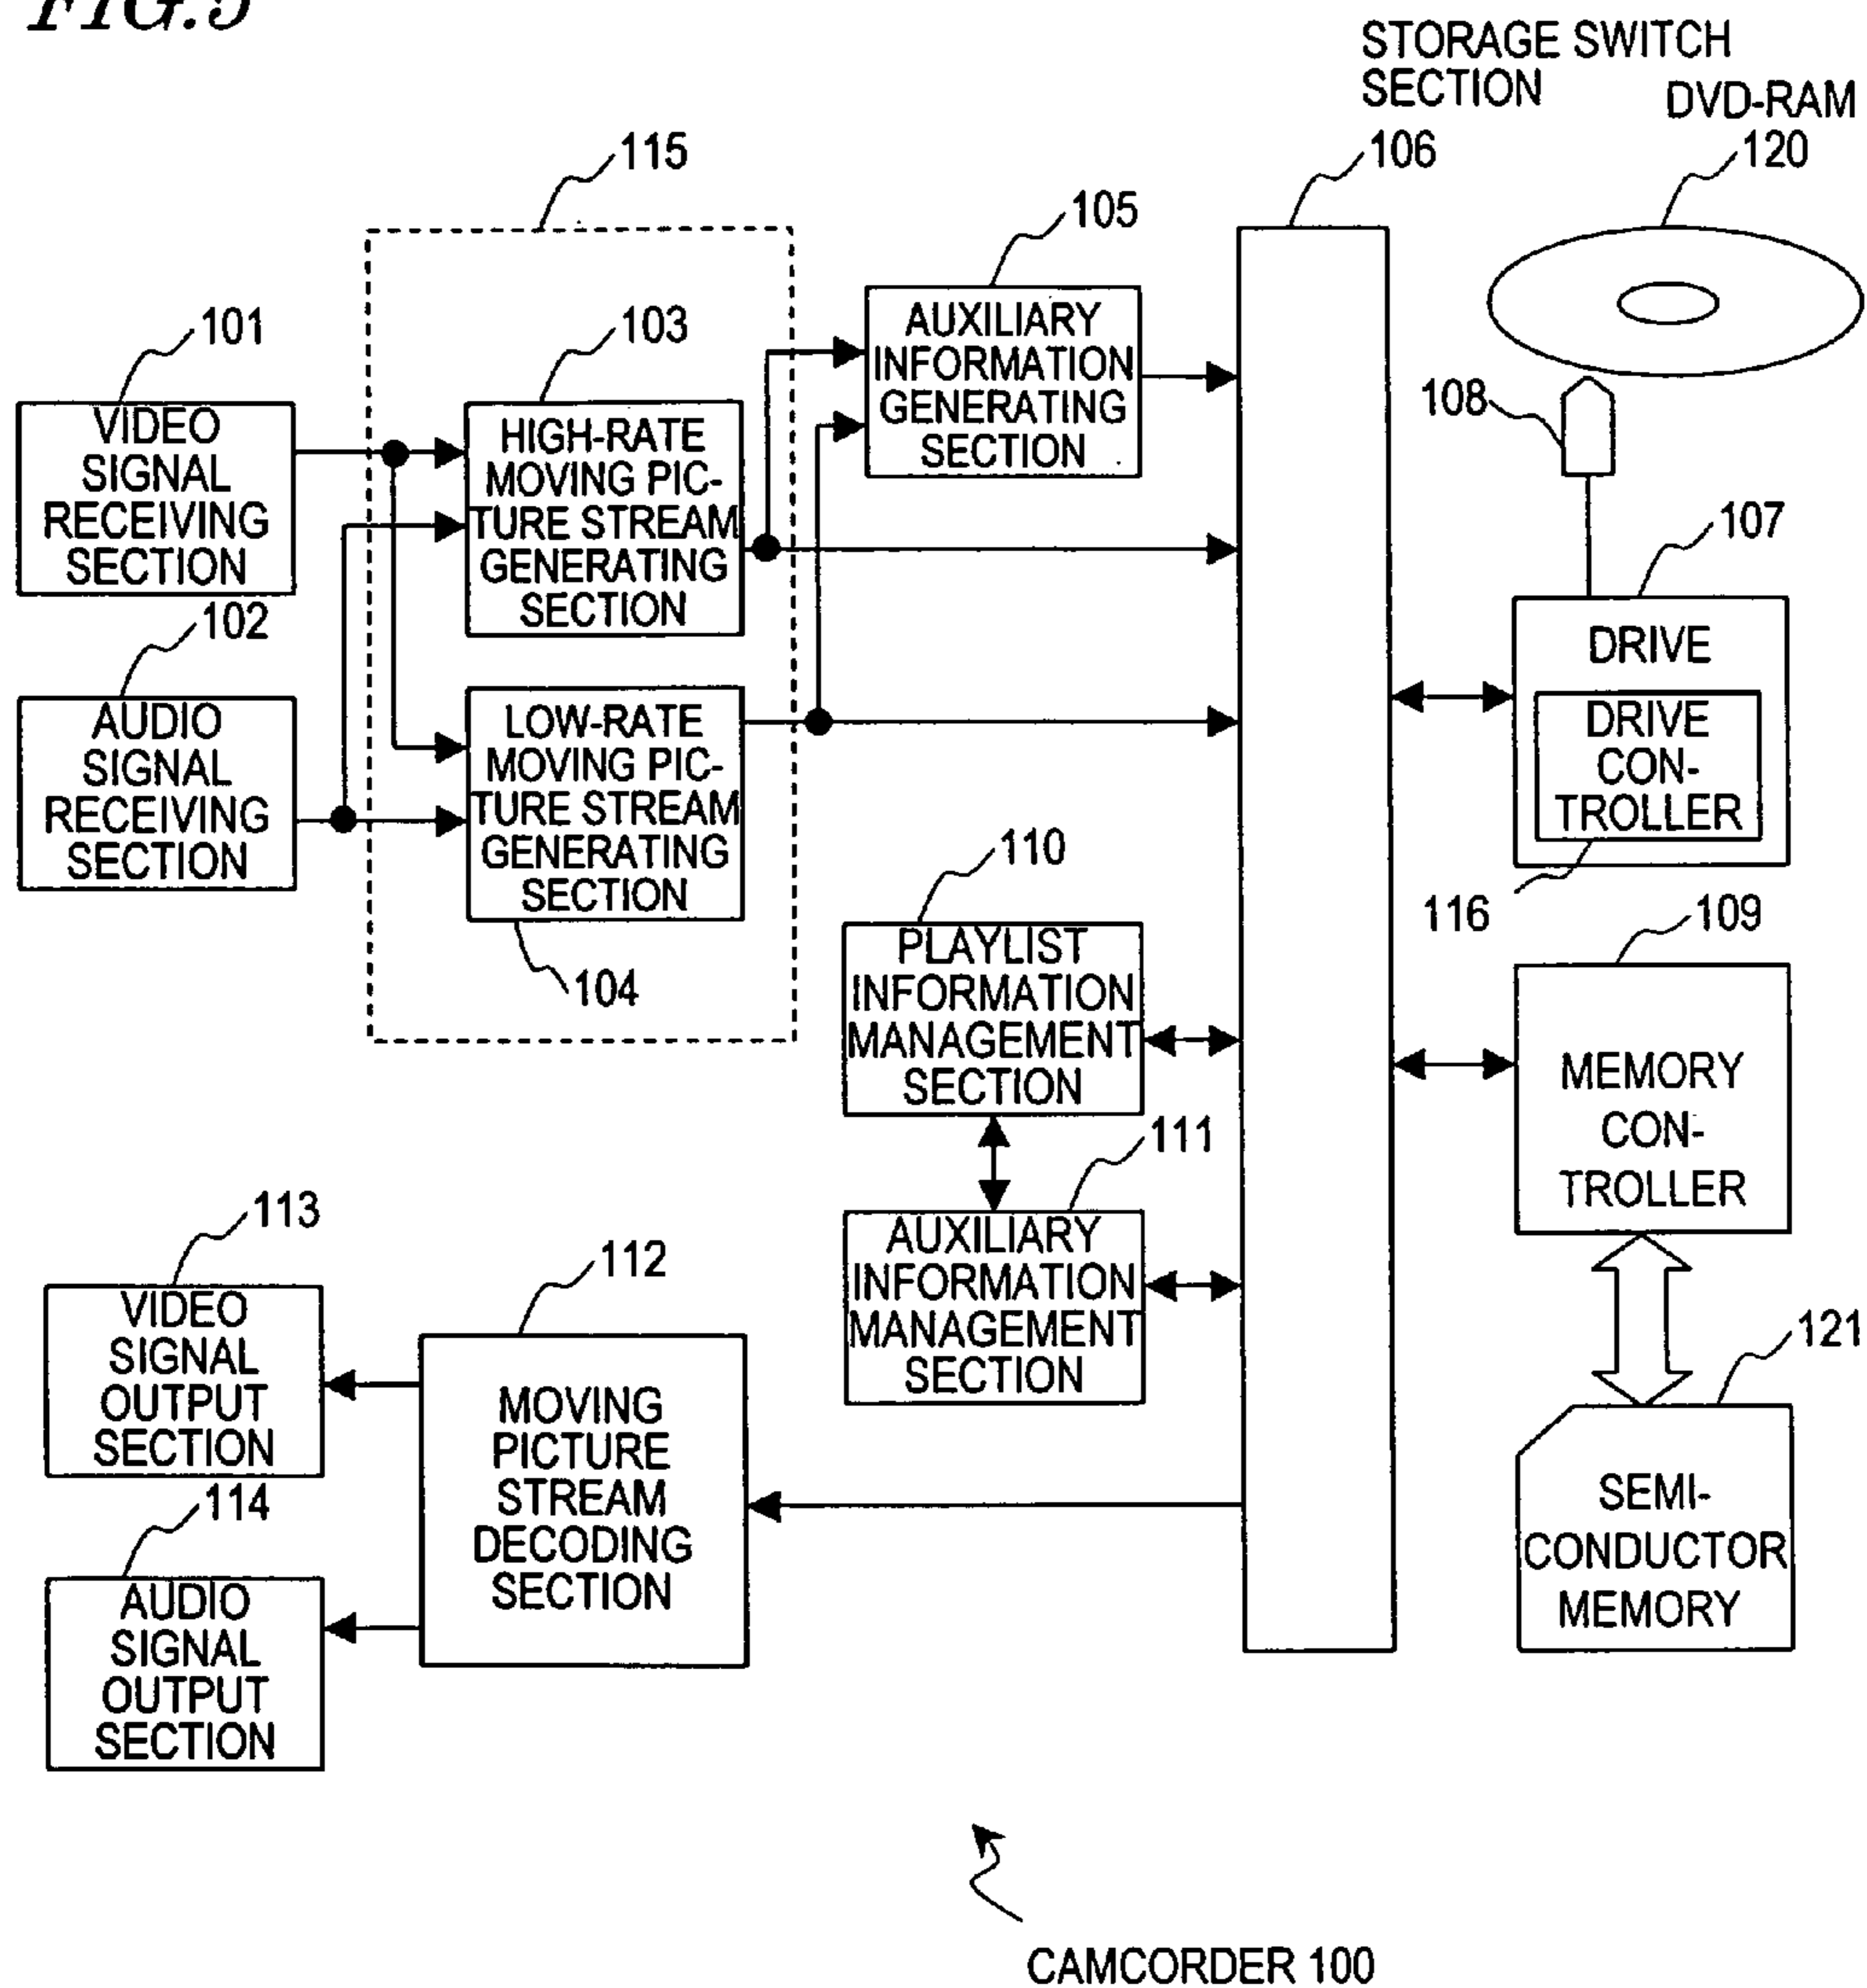 FIG.5
STORAGE SWITCH
SECTION
106
DVD-RAM
120
115
105
101
103
AUXILIARY
INFORMATION
GENERATING
SECTION
108
VIDEO
SIGNAL
RECEIVING
SECTION
HIGH-RATE
MOVING PIC-
TURE STREAM
GENERATING
SECTION
107
102
DRIVE
DRIVE
CON-
TROLLER
116
AUDIO
SIGNAL
RECEIVING
SECTION
LOW-RATE
MOVING PIC-
TURE STREAM
GENERATING
SECTION
104
110
PLAYLIST
INFORMATION
MANAGEMENT
SECTION
109
MEMORY
CON-
TROLLER
111
AUXILIARY
INFORMATION
MANAGEMENT
SECTION
113
VIDEO
SIGNAL
OUTPUT
SECTION
112
MOVING
PICTURE
STREAM
DECODING
SECTION
121
SEMI-
CONDUCTOR
MEMORY
114
AUDIO
SIGNAL
OUTPUT
SECTION
CAMCORDER 100